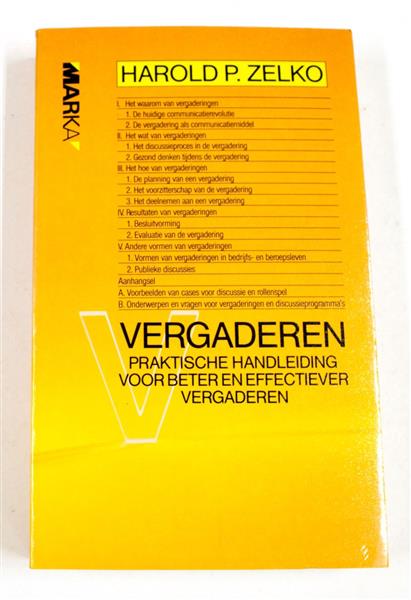 MARKA
HAROLD P. ZELKO
I. Het waarom van vergaderingen
1. De huidige communicatierevolutie
2. De vergadering als communicatiemiddel
II. Het wat van vergaderingen
1. Het discussieproces in de vergadering
2. Gezond denken tijdens de vergadering
III. Het hoe van vergaderingen
1. De planning van een vergadering
2. Het voorzitterschap van de vergadering
3. Het deelnemen aan een vergadering
IV. Resultaten van vergaderingen
1. Besluitvorming
2. Evaluatie van de vergadering
V. Andere vormen van vergaderingen
1. Vormen van vergaderingen in bedrijfs- en beroepsleven
2. Publieke discussies
Aanhangsel
A. Voorbeelden van cases voor discussie en rollenspel
B. Onderwerpen en vragen voor vergaderingen en discussieprogramma's
V
VERGADEREN
PRAKTISCHE HANDLEIDING
VOOR BETER EN EFFECTIEVER
VERGADEREN